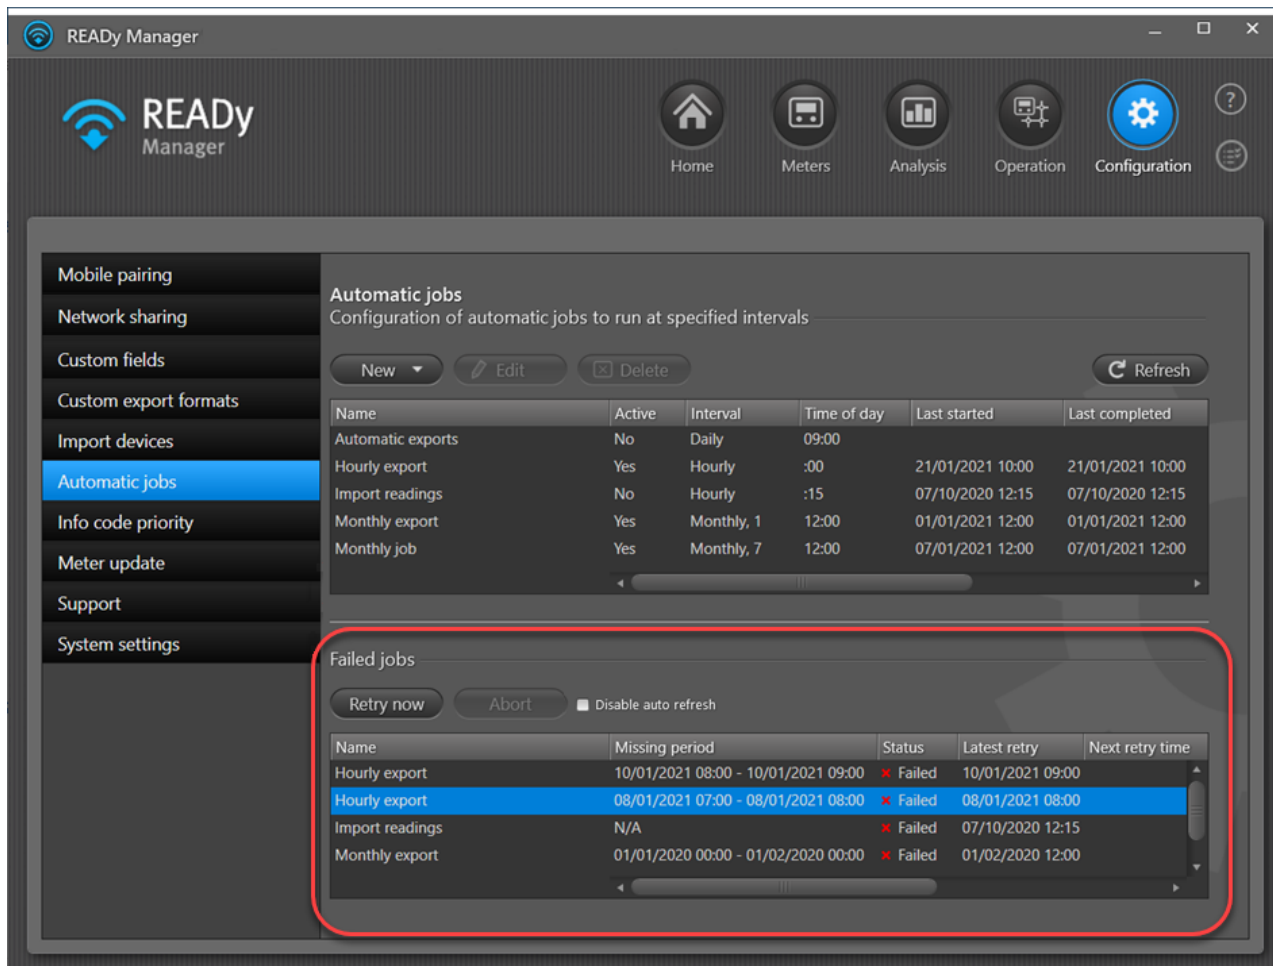 READy Manager
READy
Manager
Home Meters Analysis Operation Configuration
?
Mobile pairing
Network sharing
Custom fields
Custom export formats
Import devices
Automatic jobs
Info code priority
Meter update
Support
System settings
Automatic jobs
Configuration of automatic jobs to run at specified intervals
New Edit Delete Refresh
Name Active Interval Time of day Last started Last completed
Automatic exports No Daily 09:00
Hourly export Yes Hourly :00 21/01/2021 10:00 21/01/2021 10:00
Import readings No Hourly :15 07/10/2020 12:15 07/10/2020 12:15
Monthly export Yes Monthly, 1 12:00 01/01/2021 12:00 01/01/2021 12:00
Monthly job Yes Monthly, 7 12:00 07/01/2021 12:00 07/01/2021 12:00
Failed jobs
Retry now Abort Disable auto refresh
Name Missing period Status Latest retry Next retry time
Hourly export 10/01/2021 08:00 - 10/01/2021 09:00 Failed 10/01/2021 09:00
Hourly export 08/01/2021 07:00 - 08/01/2021 08:00 Failed 08/01/2021 08:00
Import readings N/A Failed 07/10/2020 12:15
Monthly export 01/01/2020 00:00 - 01/02/2020 00:00 Failed 01/02/2020 12:00